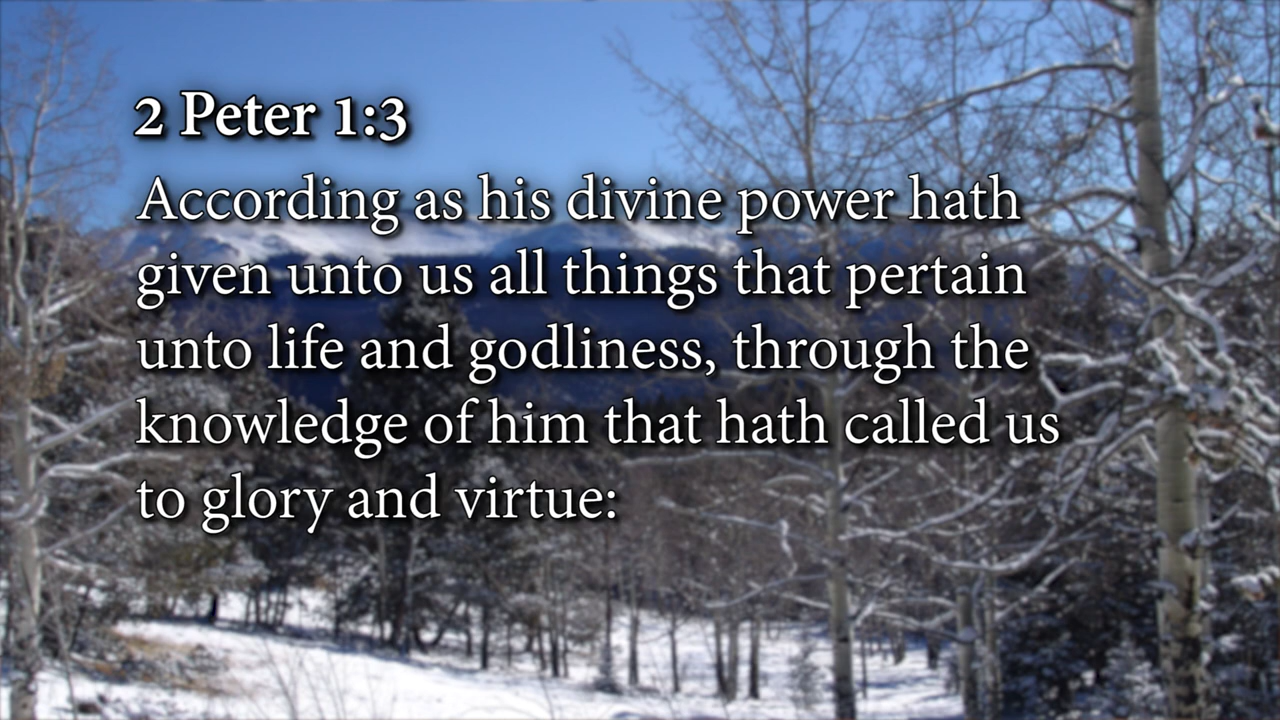 2 Peter 1:3
According as his divine power hath
given unto us all things that pertain
unto life and godliness, through the
knowledge of him that hath called us
to glory and virtue: